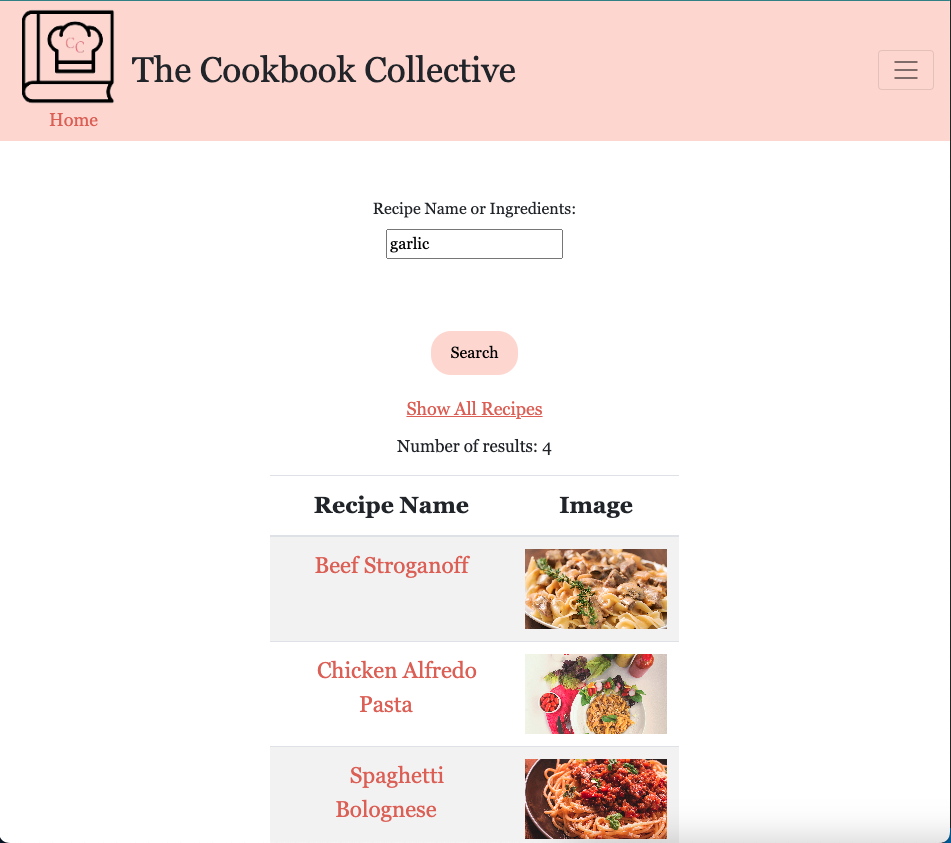 CC
The Cookbook Collective
Home
Recipe Name or Ingredients:
garlic
Search
Show All Recipes
Number of results: 4
Recipe Name Image
Beef Stroganoff
Chicken Alfredo
Pasta
Spaghetti
Bolognese